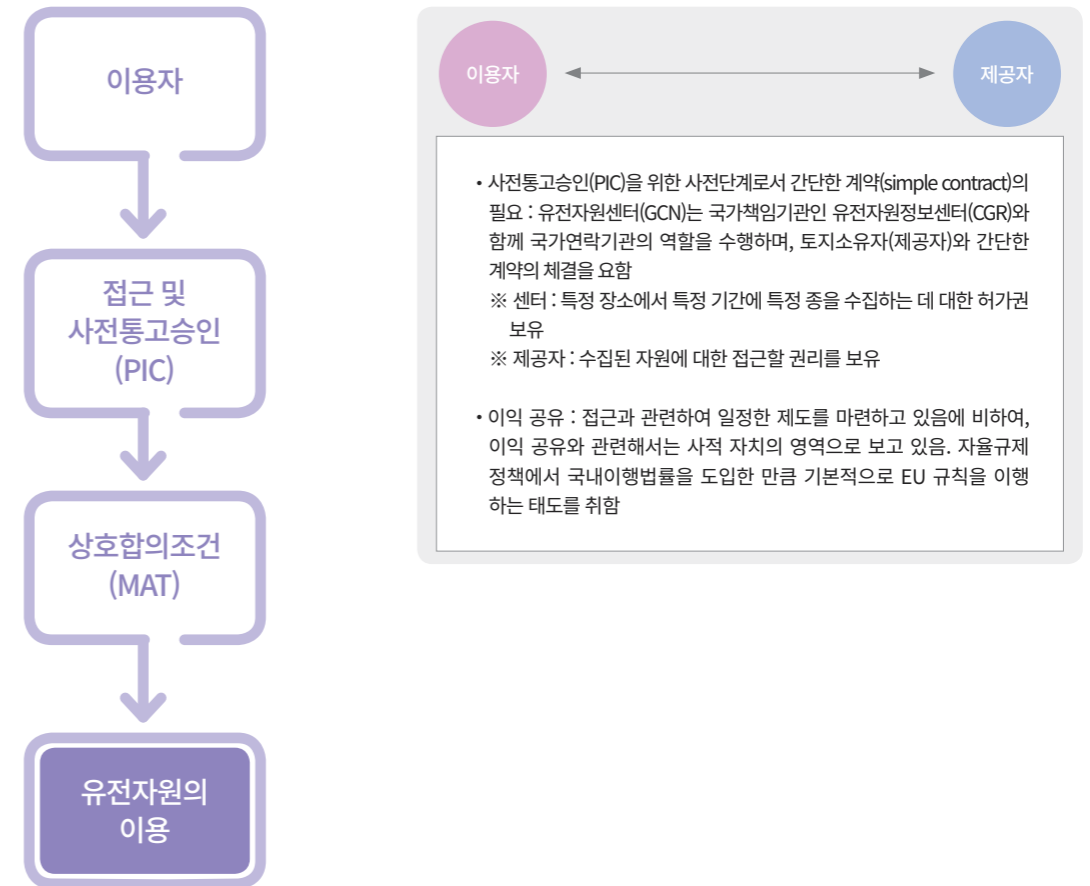 이용자
접근 및
사전통고승인
(PIC)
상호합의조건
(MAT)
유전자원의
이용
이용자
제공자
• 사전통고승인(PIC)을 위한 사전단계로서 간단한 계약(simple contract)의
필요 : 유전자원센터(GCN)는 국가책임기관인 유전자원정보센터(CGR)와
함께 국가연락기관의 역할을 수행하며, 토지소유자(제공자)와 간단한
계약의 체결을 요함
※ 센터 : 특정 장소에서 특정 기간에 특정 종을 수집하는 데 대한 허가권
보유
※ 제공자 : 수집된 자원에 대한 접근할 권리를 보유
• 이익 공유 : 접근과 관련하여 일정한 제도를 마련하고 있음에 비하여,
이익 공유와 관련해서는 사적 자치의 영역으로 보고 있음. 자율규제
정책에서 국내이행법률을 도입한 만큼 기본적으로 EU 규칙을 이행
하는 태도를 취함